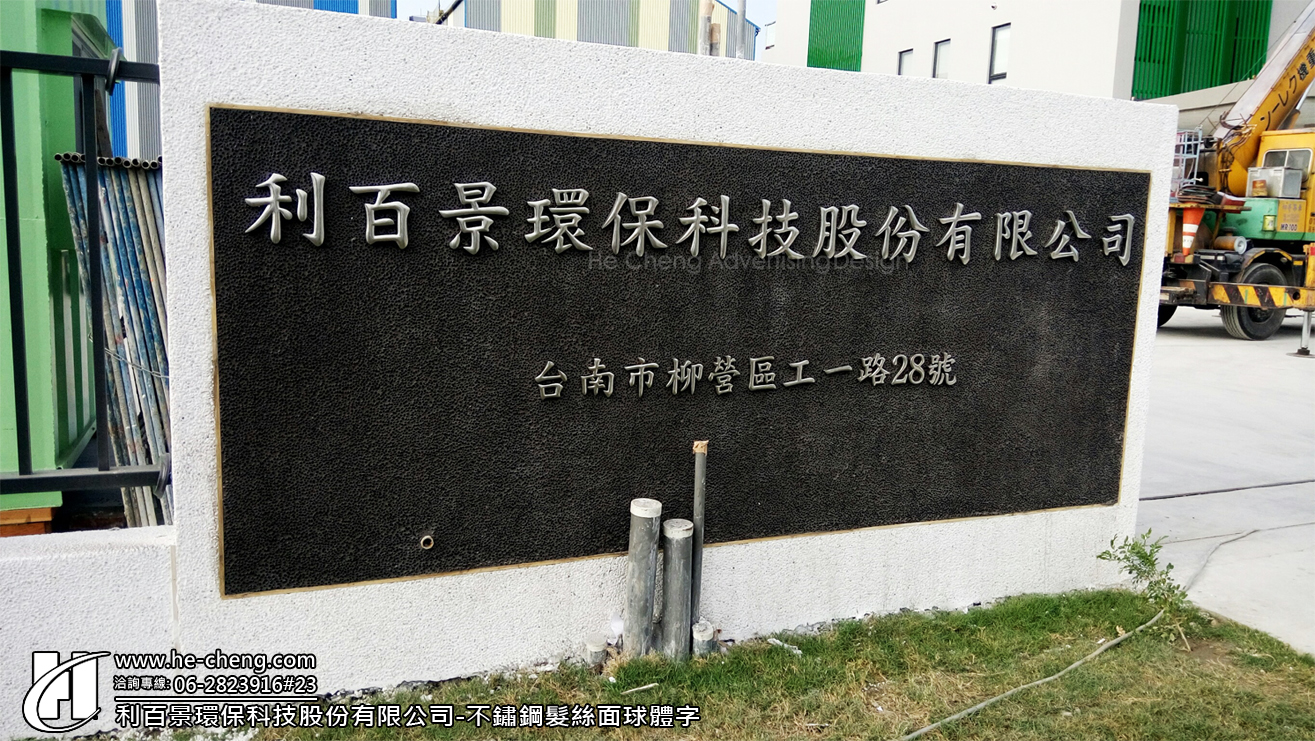 利百景環保科技股份有限公司
He Cheng Advertising Design
台南市柳營區工一路28號
www.he-cheng.com
洽詢專線: 06-2823916#23
利百景環保科技股份有限公司-不鏽鋼髮絲面球體字